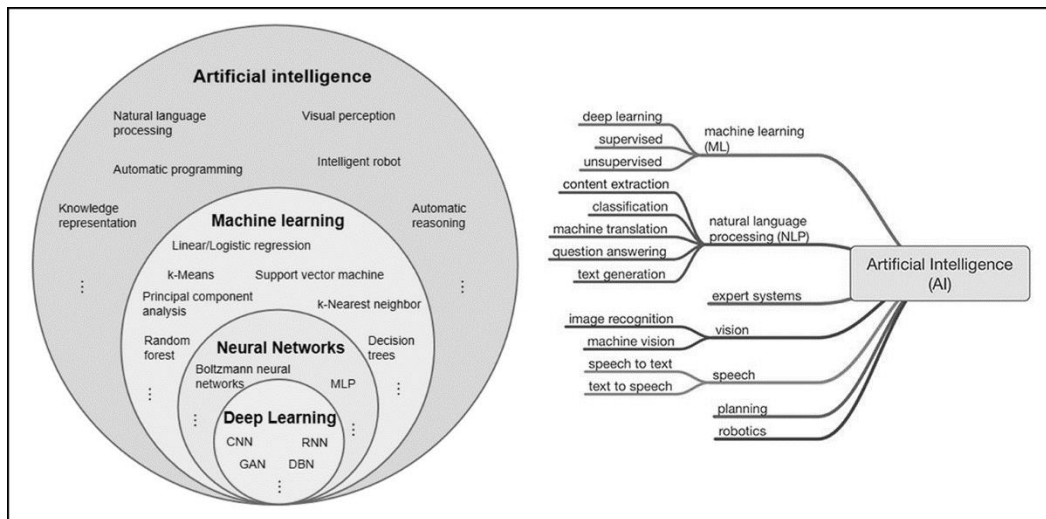 Artificial intelligence
Natural language
processing
Visual perception
Automatic programming
Intelligent robot
Knowledge
representation
Automatic
reasoning
Machine learning
Linear/Logistic regression
k-Means
Support vector machine
Principal component
analysis
k-Nearest neighbor
Random
forest
Decision
trees
Neural Networks
Boltzmann neural
networks
MLP
Deep Learning
CNN
RNN
GAN
DBN
deep learning
supervised
unsupervised
machine learning
(ML)
content extraction
classification
machine translation
question answering
text generation
natural language
processing (NLP)
expert systems
image recognition
machine vision
vision
speech to text
text to speech
speech
planning
robotics
Artificial Intelligence
(AI)